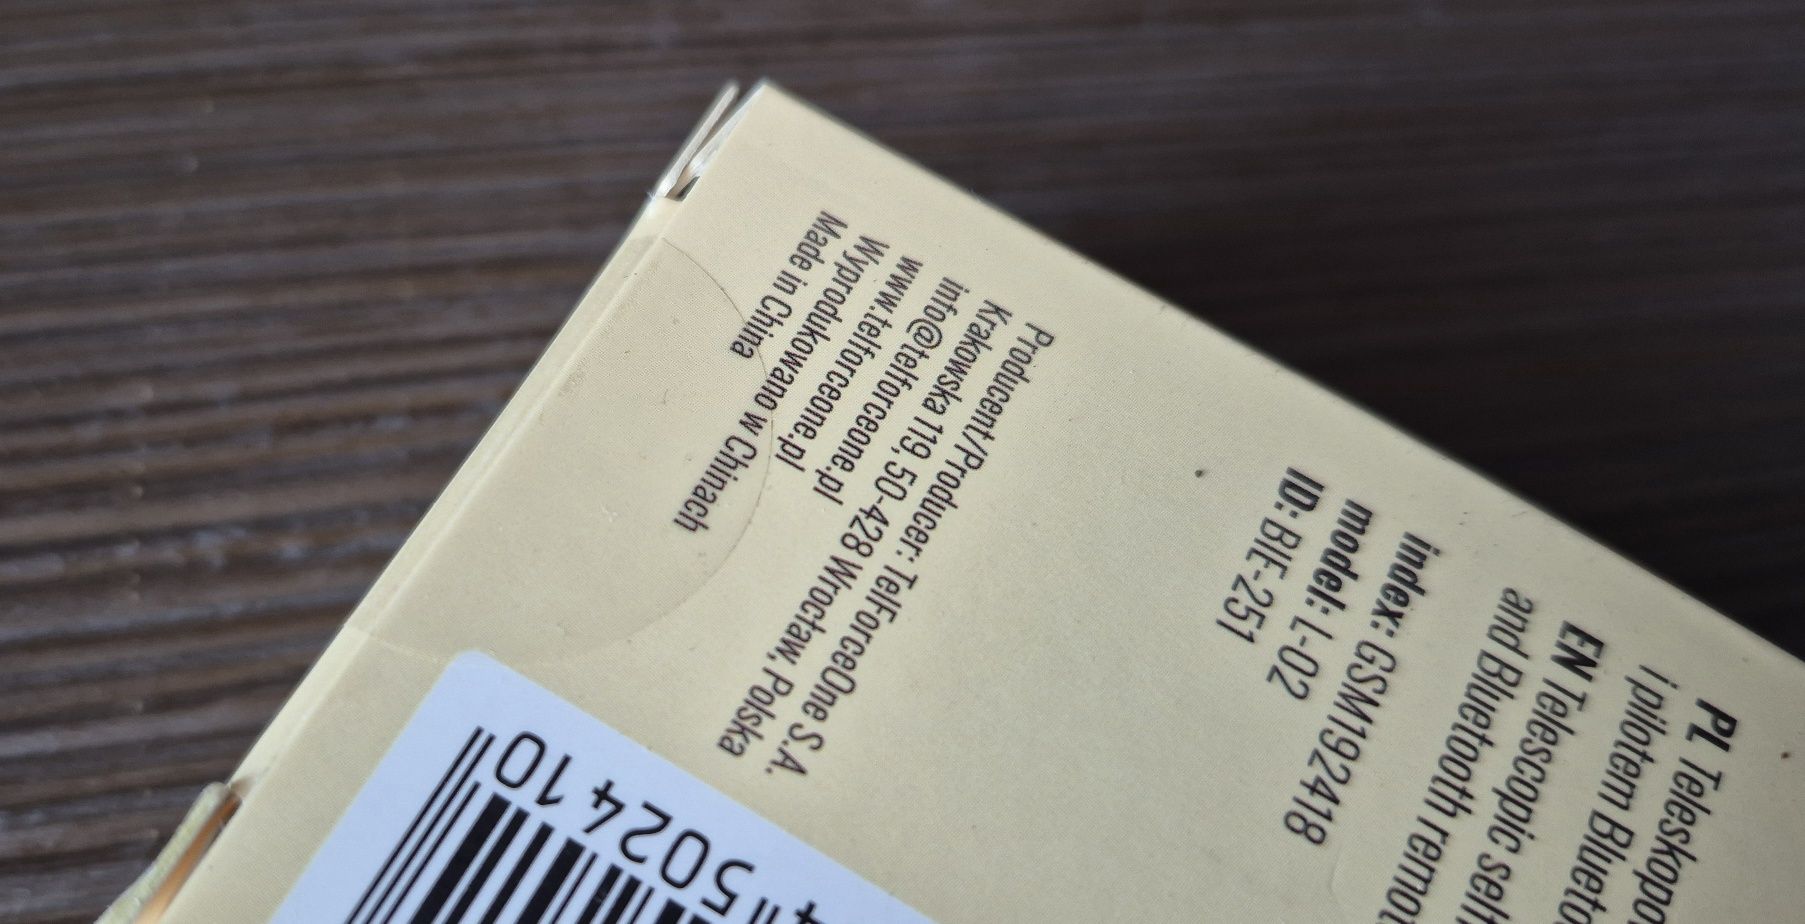 PL Teleskopo
i pilotem Blueto
EN Telescopic self
and Bluetooth remo
index: GSM192418
model: L-02
ID: BIE-251
Producent/Producer: TelForceOne S.A.
Krakowska 119, 50-428 Wrocław, Polska
info@telforceone.pl
www.telforceone.pl
Wyprodukowano w Chinach
Made in China
502410